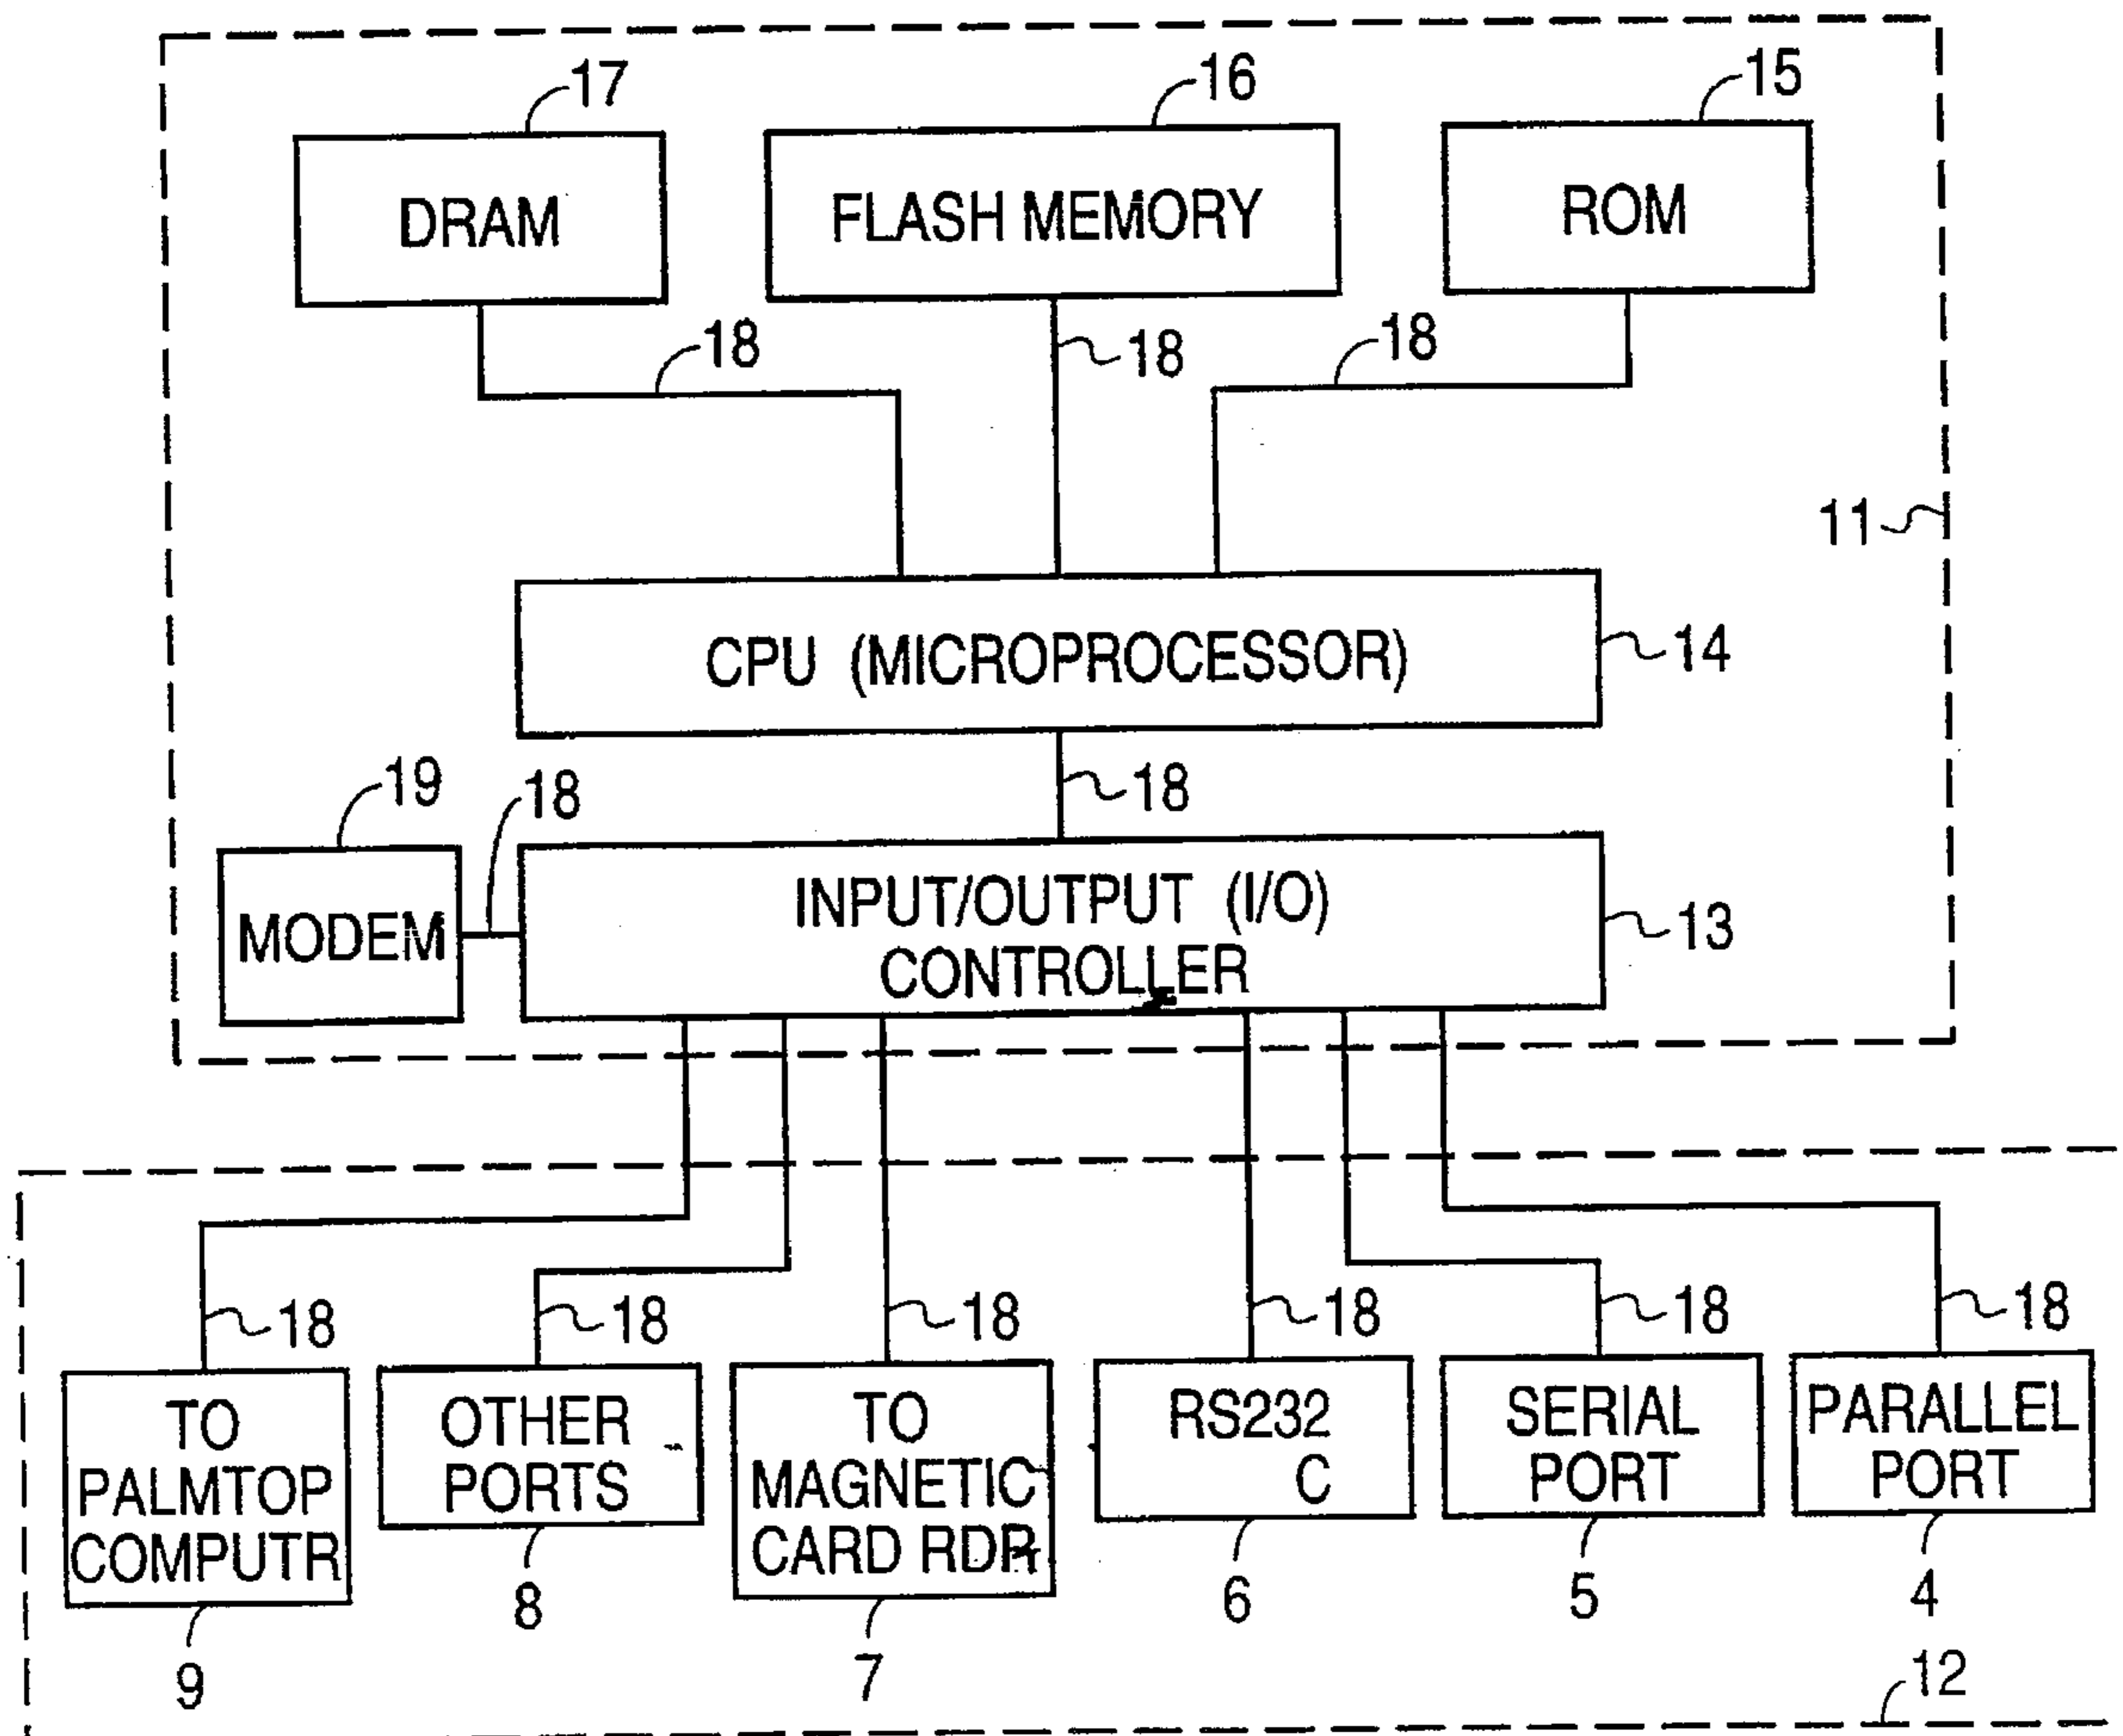 17
16
15
DRAM
FLASH MEMORY
ROM
18
18
18
11
CPU (MICROPROCESSOR)
14
19
18
18
MODEM
INPUT/OUTPUT (I/O)
CONTROLLER
13
18
18
18
18
18
18
TO
PALMTOP
COMPUTR
OTHER
PORTS
TO
MAGNETIC
CARD RDR
RS232
C
SERIAL
PORT
PARALLEL
PORT
9
8
7
6
5
4
12